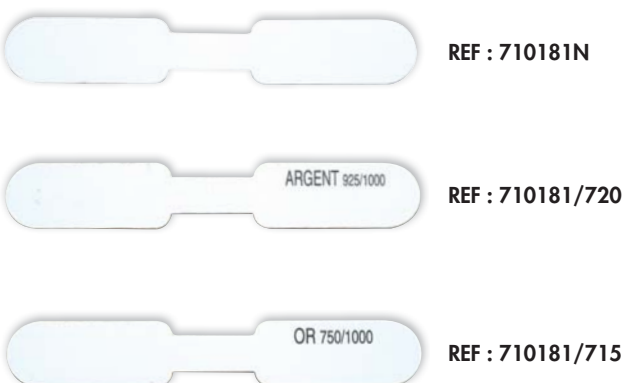 REF : 710181N
ARGENT 925/1000
REF : 710181/720
OR 750/1000
REF : 710181/715